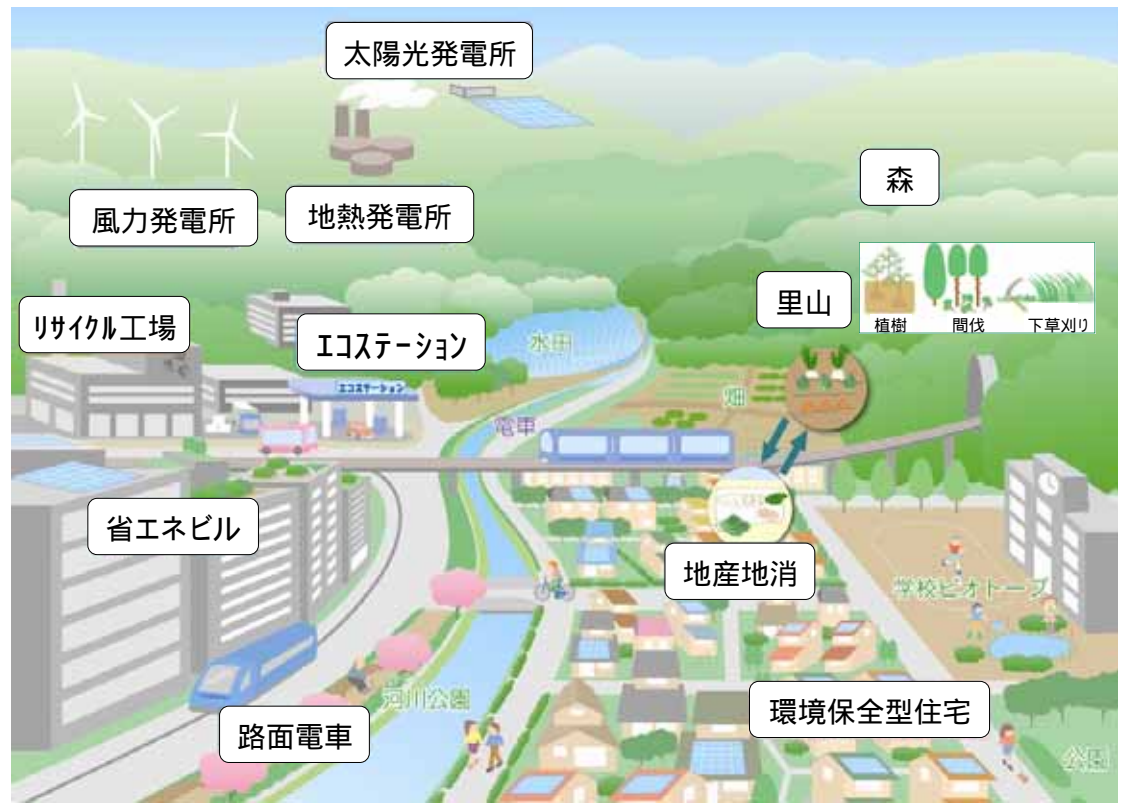 太陽光発電所
森
風力発電所
地熱発電所
里山
植樹
間伐
下草刈り
ﾘｻｲｸﾙ工場
ｴｺｽﾃｰｼｮﾝ
水田
エコステーション
畑
電車
省エネビル
地産地消
学校ビオトープ
河川公園
環境保全型住宅
路面電車
公園